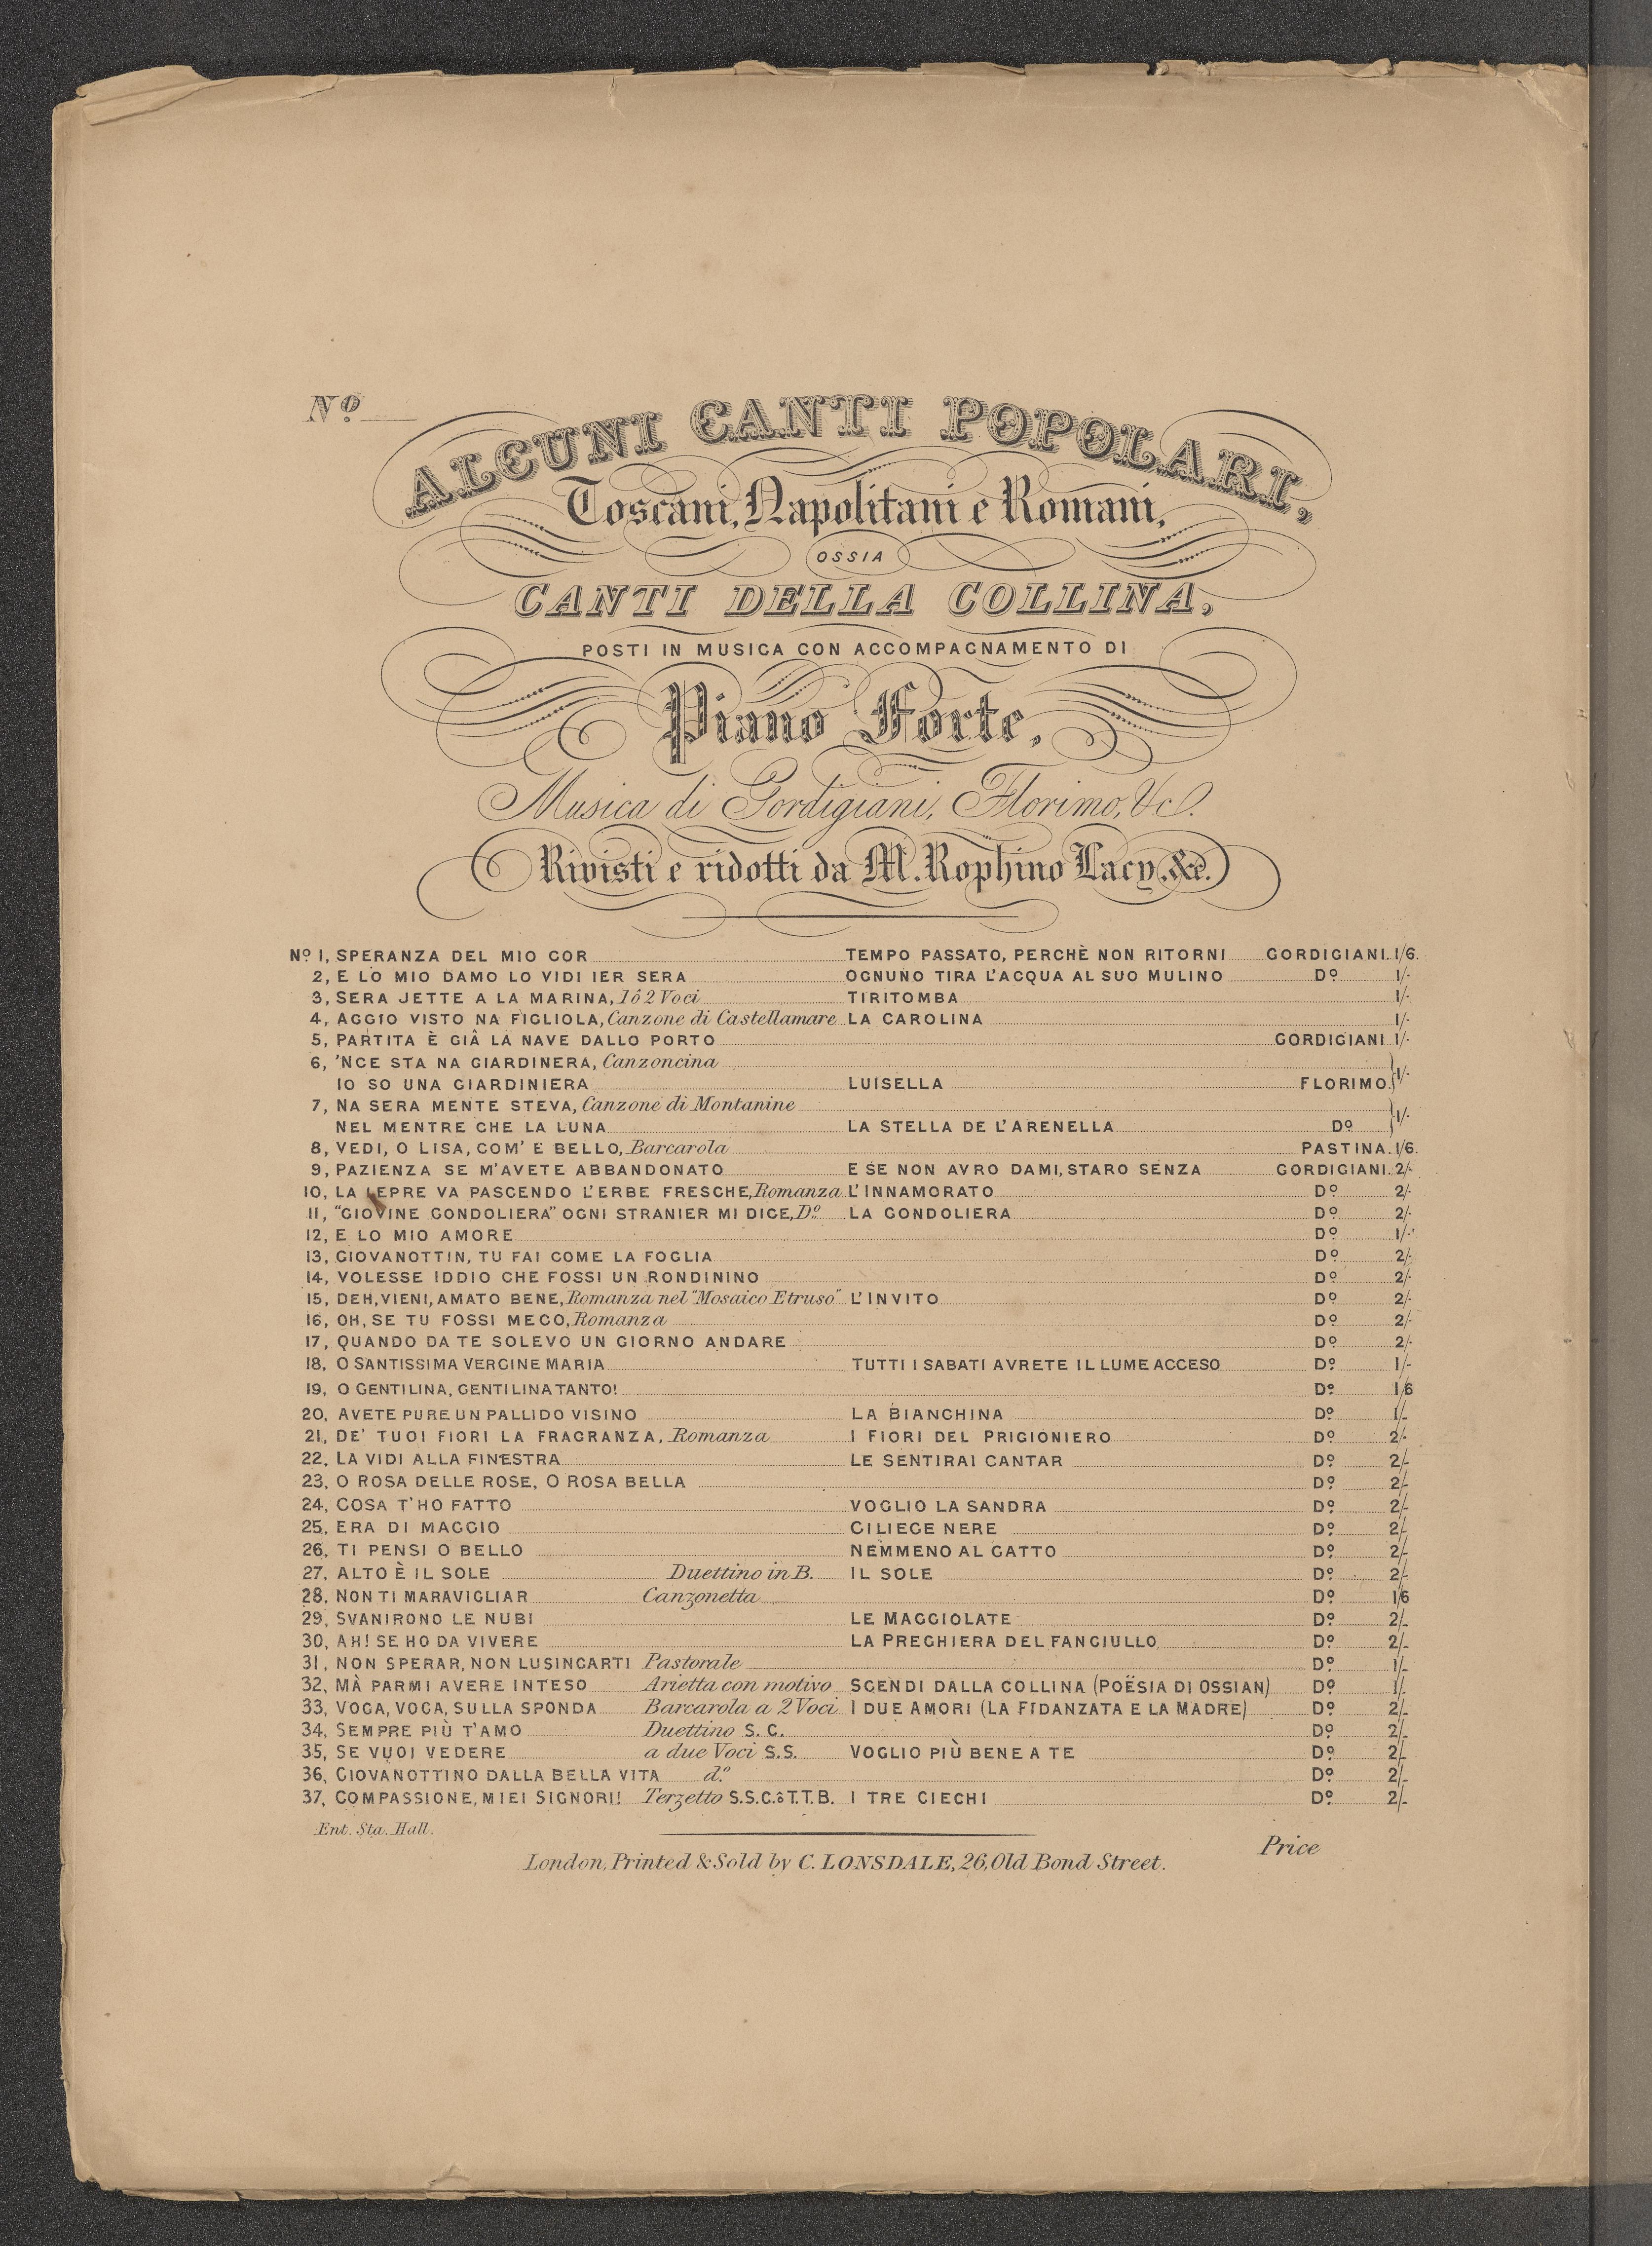 Nº
ALCUNI CANTI POPOLARI,
Toscani, Napolitani e Romani,
OSSIA
CANTI DELLA COLLINA,
POSTI IN MUSICA CON ACCOMPAGNAMENTO DI
Piano Forte,
Musica di Gordigiani, Florimo, &c.
Rivisti e ridotti da M. Rophino Lacy, &c.
Nº 1, SPERANZA DEL MIO COR TEMPO PASSATO, PERCHÈ NON RITORNI GORDIGIANI. 1/6.
2, E LO MIO DAMO LO VIDI IER SERA OGNUNO TIRA L'ACQUA AL SUO MULINO Dº 1/-
3, SERA JETTE A LA MARINA, 1 ô 2 Voci TIRITOMBA 1/-
4, AGGIO VISTO NA FIGLIOLA, Canzone di Castellamare LA CAROLINA 1/-
5, PARTITA È GIÂ LA NAVE DALLO PORTO GORDIGIANI 1/-
6, 'NCE STA NA GIARDINERA, Canzoncina
IO SO UNA GIARDINIERA LUISELLA FLORIMO. } 1/-
7, NA SERA MENTE STEVA, Canzone di Montanine
NEL MENTRE CHE LA LUNA LA STELLA DE L'ARENELLA Dº } 1/-
8, VEDI, O LISA, COM' E BELLO, Barcarola PASTINA. 1/6.
9, PAZIENZA SE M'AVETE ABBANDONATO E SE NON AVRO DAMI, STARO SENZA GORDIGIANI. 2/-
10, LA LEPRE VA PASCENDO L'ERBE FRESCHE, Romanza L'INNAMORATO Dº 2/-
11, "GIOVINE GONDOLIERA" OGNI STRANIER MI DICE, Dº LA GONDOLIERA Dº 2/-
12, E LO MIO AMORE Dº 1/-
13, GIOVANOTTIN, TU FAI COME LA FOGLIA Dº 2/-
14, VOLESSE IDDIO CHE FOSSI UN RONDININO Dº 2/-
15, DEH, VIENI, AMATO BENE, Romanza nel "Mosaico Etruso" L'INVITO Dº 2/-
16, OH, SE TU FOSSI MECO, Romanza Dº 2/-
17, QUANDO DA TE SOLEVO UN GIORNO ANDARE Dº 2/-
18, O SANTISSIMA VERGINE MARIA TUTTI I SABATI AVRETE IL LUME ACCESO Dº 1/-
19, O GENTILINA, GENTILINA TANTO! Dº 1/6
20, AVETE PURE UN PALLIDO VISINO LA BIANCHINA Dº 1/-
21, DE' TUOI FIORI LA FRAGRANZA, Romanza I FIORI DEL PRIGIONIERO Dº 2/-
22, LA VIDI ALLA FINESTRA LE SENTIRAI CANTAR Dº 2/-
23, O ROSA DELLE ROSE, O ROSA BELLA Dº 2/-
24, COSA T'HO FATTO VOGLIO LA SANDRA Dº 2/-
25, ERA DI MAGGIO CILIEGE NERE Dº 2/-
26, TI PENSI O BELLO NEMMENO AL GATTO Dº 2/-
27, ALTO È IL SOLE Duettino in B. IL SOLE Dº 2/-
28, NON TI MARAVIGLIAR Canzonetta Dº 1/6
29, SVANIRONO LE NUBI LE MAGGIOLATE Dº 2/-
30, AH! SE HO DA VIVERE LA PREGHIERA DEL FANCIULLO Dº 2/-
31, NON SPERAR, NON LUSINGARTI Pastorale Dº 1/-
32, MÀ PARMI AVERE INTESO Arietta con motivo SCENDI DALLA COLLINA (POËSIA DI OSSIAN) Dº 1/-
33, VOGA, VOGA, SULLA SPONDA Barcarola a 2 Voci I DUE AMORI (LA FIDANZATA E LA MADRE) Dº 2/-
34, SEMPRE PIÙ T'AMO Duettino S. C. Dº 2/-
35, SE VUOI VEDERE a due Voci S.S. VOGLIO PIÙ BENE A TE Dº 2/-
36, GIOVANOTTINO DALLA BELLA VITA dº Dº 2/-
37, COMPASSIONE, MIEI SIGNORI! Terzetto S.S.C. ô T.T.B. I TRE CIECHI Dº 2/-
Ent. Sta. Hall.
Price
London, Printed & Sold by C. LONSDALE, 26, Old Bond Street.